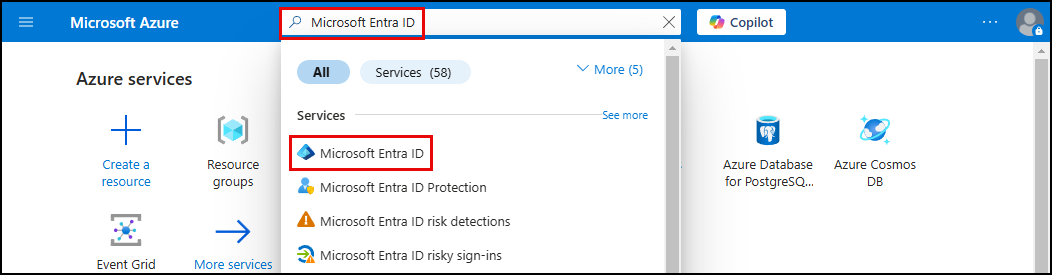 Microsoft Azure
Microsoft Entra ID
Copilot
Azure services
All
Services (58)
More (5)
Services
See more
Microsoft Entra ID
Microsoft Entra ID Protection
Microsoft Entra ID risk detections
Microsoft Entra ID risky sign-ins
Create a
resource
Resource
groups
Azure Database
for PostgreSQ...
Azure Cosmos
DB
Event Grid
More services